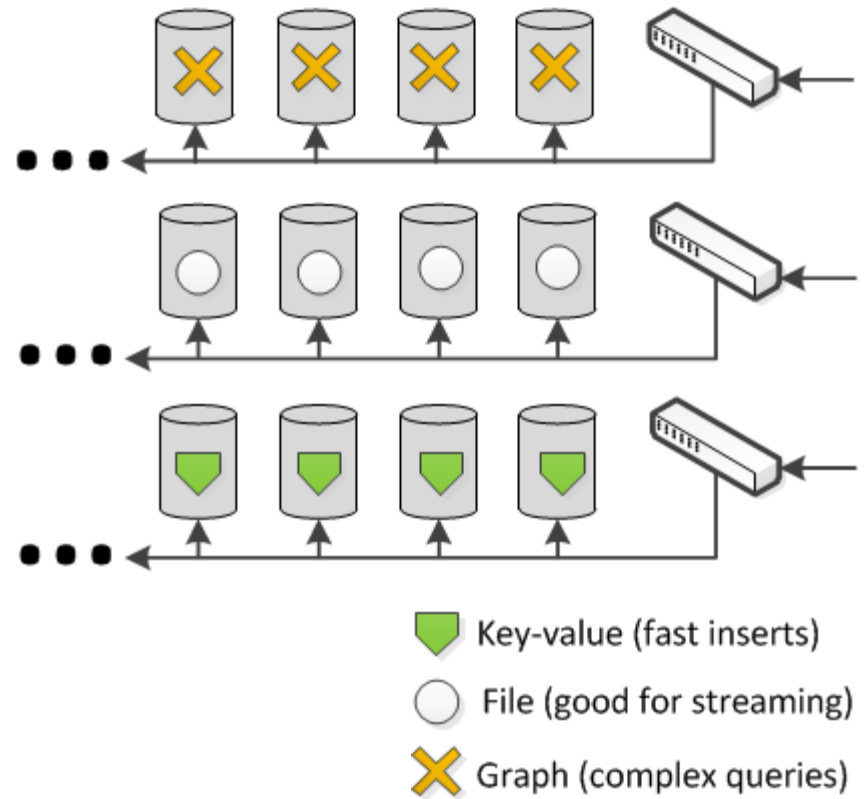 Key-value (fast inserts)
File (good for streaming)
Graph (complex queries)